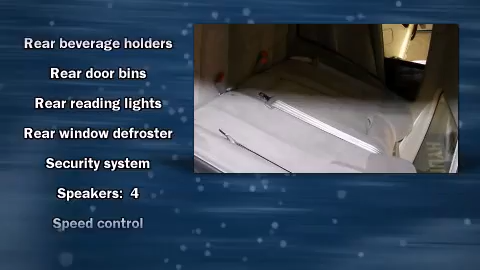 Rear beverage holders
Rear door bins
Rear reading lights
Rear window defroster
Security system
Speakers: 4
Speed control